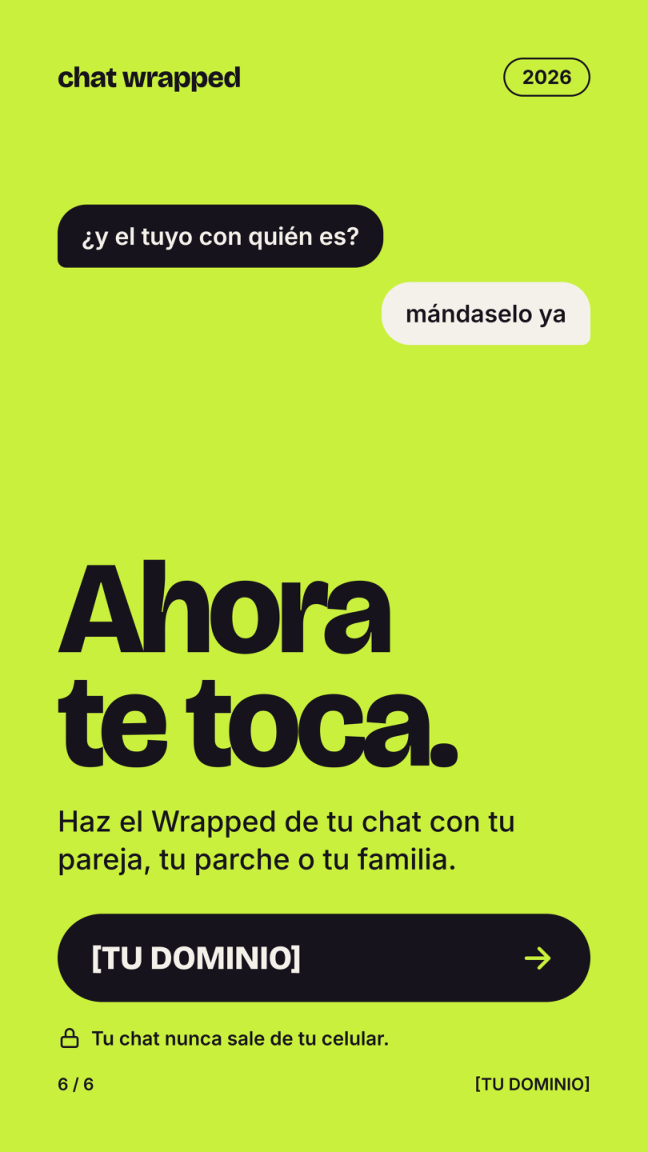 chat wrapped
2026
¿y el tuyo con quién es?
mándaselo ya
Ahora
te toca.
Haz el Wrapped de tu chat con tu
pareja, tu parche o tu familia.
[TU DOMINIO]
Tu chat nunca sale de tu celular.
6 / 6
[TU DOMINIO]